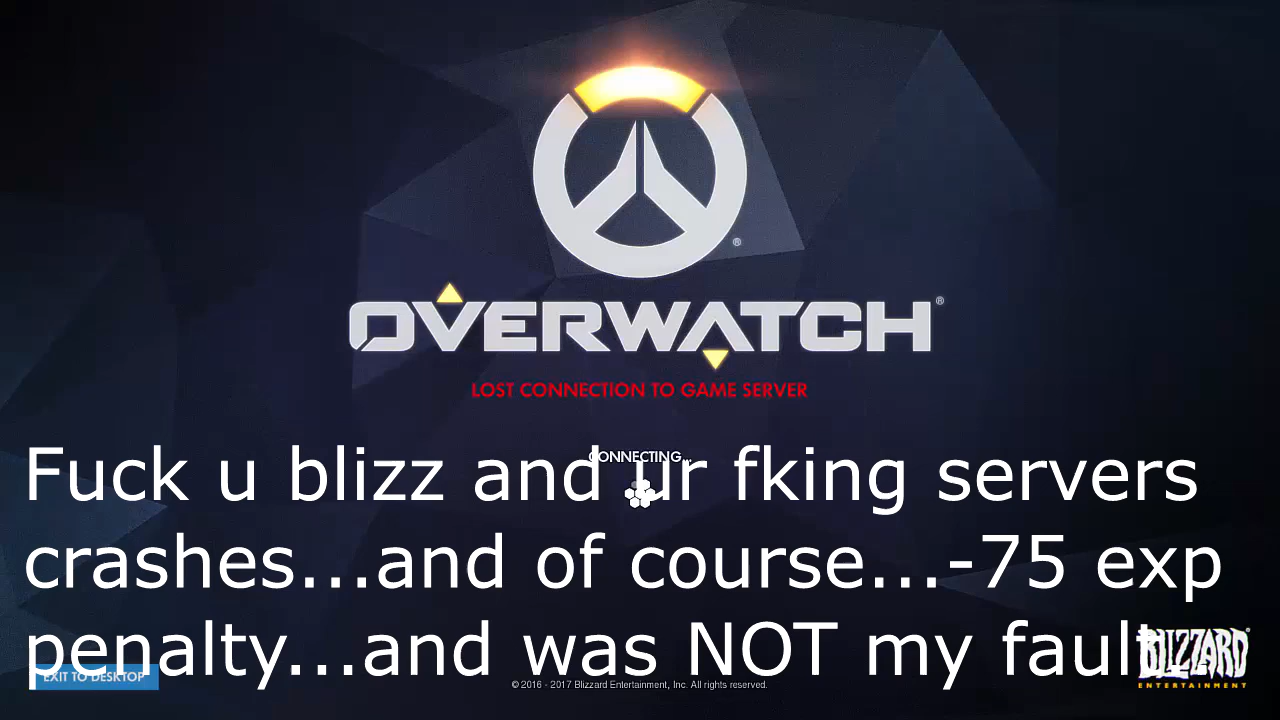 OVERWATCH®
LOST CONNECTION TO GAME SERVER
CONNECTING...
Fuck u blizz and ur fking servers
crashes...and of course...-75 exp
penalty...and was NOT my fault...
EXIT TO DESKTOP
© 2016 - 2017 Blizzard Entertainment, Inc. All rights reserved.
BLIZZARD®
ENTERTAINMENT